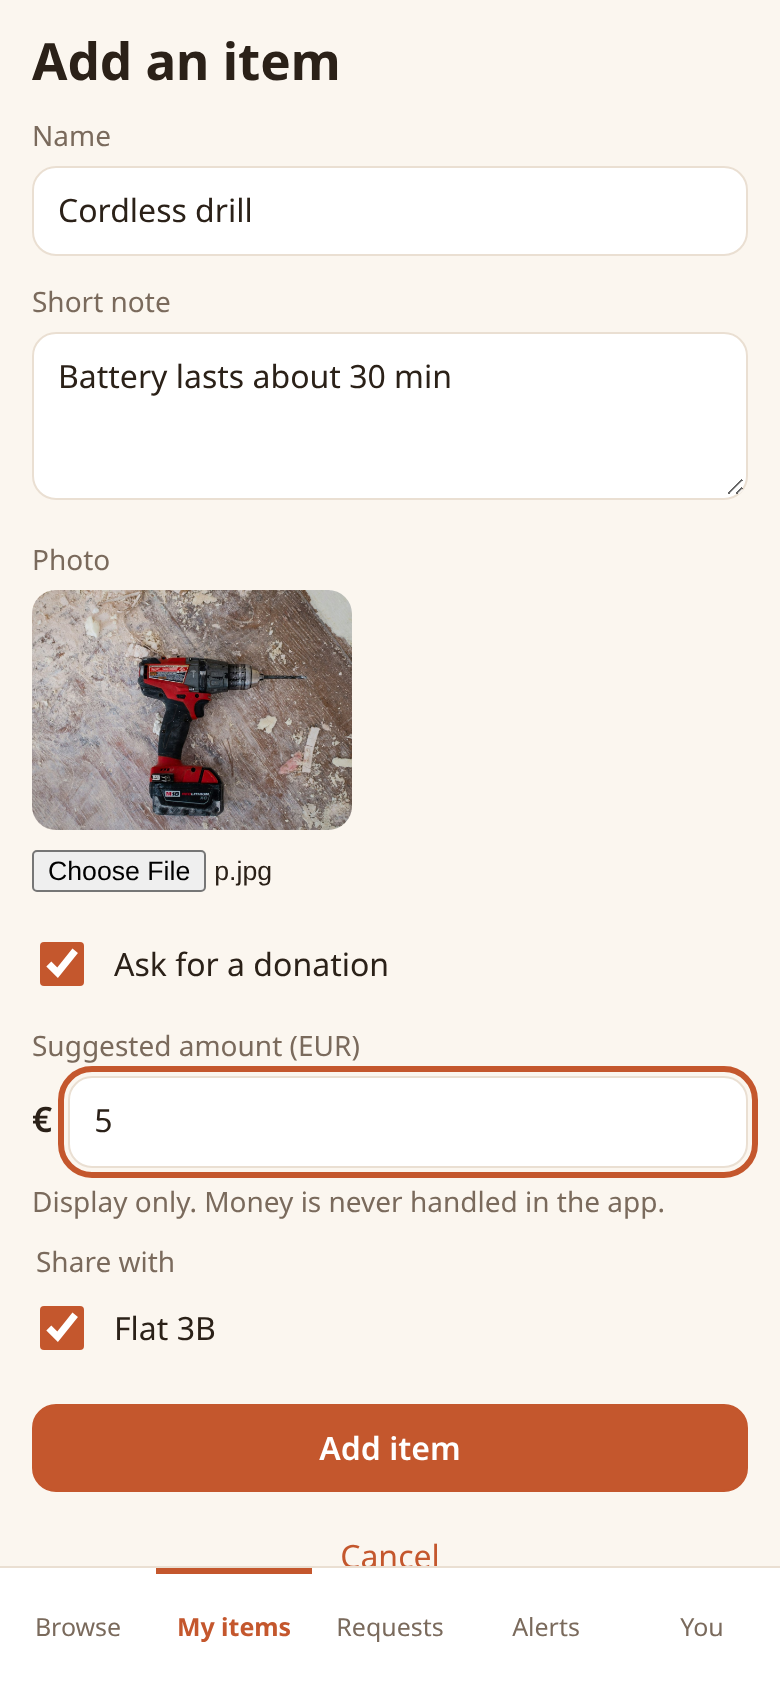 Add an item
Name
Cordless drill
Short note
Battery lasts about 30 min
Photo
Choose File p.jpg
Ask for a donation
Suggested amount (EUR)
€ 5
Display only. Money is never handled in the app.
Share with
Flat 3B
Add item
Cancel
Browse My items Requests Alerts You